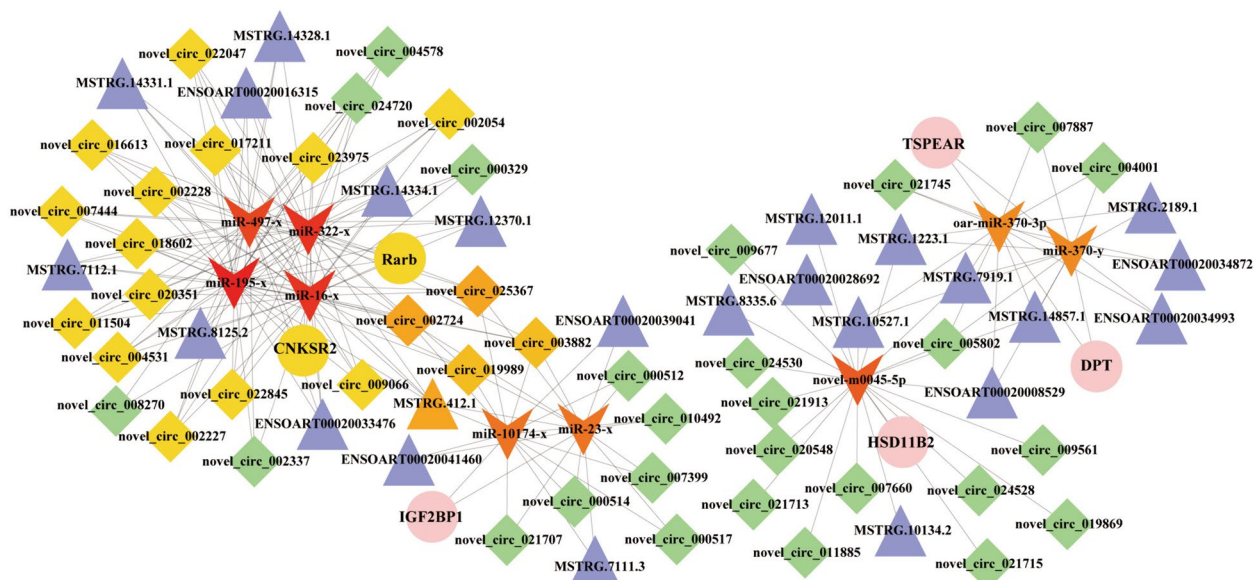 MSTRG.14328.1
novel_circ_022047
novel_circ_004578
MSTRG.14331.1
ENSOART00020016315
novel_circ_024720
novel_circ_002054
novel_circ_016613
novel_circ_017211
novel_circ_023975
novel_circ_000329
novel_circ_002228
MSTRG.14334.1
novel_circ_007444
miR-497-x
miR-322-x
MSTRG.12370.1
novel_circ_018602
Rarb
MSTRG.7112.1
miR-195-x
miR-16-x
novel_circ_025367
novel_circ_020351
novel_circ_011504
MSTRG.8125.2
novel_circ_002724
ENSOART00020039041
novel_circ_004531
CNKSR2
novel_circ_003882
novel_circ_019989
novel_circ_000512
novel_circ_009066
novel_circ_008270
novel_circ_022845
MSTRG.412.1
novel_circ_010492
novel_circ_002227
ENSOART00020033476
miR-10174-x
miR-23-x
novel_circ_002337
ENSOART00020041460
novel_circ_007399
IGF2BP1
novel_circ_000514
novel_circ_021707
novel_circ_000517
MSTRG.7111.3
TSPEAR
novel_circ_007887
novel_circ_021745
novel_circ_004001
MSTRG.12011.1
MSTRG.2189.1
oar-miR-370-3p
MSTRG.1223.1
miR-370-y
novel_circ_009677
ENSOART00020034872
ENSOART00020028692
MSTRG.7919.1
MSTRG.8335.6
MSTRG.10527.1
MSTRG.14857.1
ENSOART00020034993
novel_circ_005802
novel_circ_024530
DPT
novel-m0045-5p
ENSOART00020008529
novel_circ_021913
HSD11B2
novel_circ_020548
novel_circ_009561
novel_circ_007660
novel_circ_024528
novel_circ_021713
novel_circ_019869
MSTRG.10134.2
novel_circ_011885
novel_circ_021715